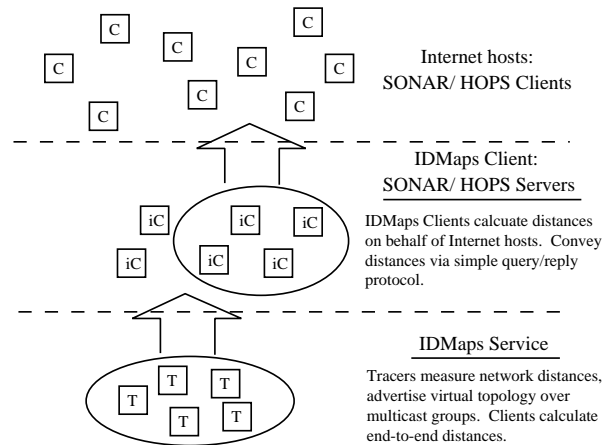 C
C
C
C
C
C
C
C
C
Internet hosts:
SONAR/ HOPS Clients
IDMaps Client:
SONAR/ HOPS Servers
iC
iC
iC
iC
iC
iC
iC
IDMaps Clients calcuate distances
on behalf of Internet hosts. Convey
distances via simple query/reply
protocol.
IDMaps Service
T
T
T
T
T
Tracers measure network distances,
advertise virtual topology over
multicast groups. Clients calculate
end-to-end distances.